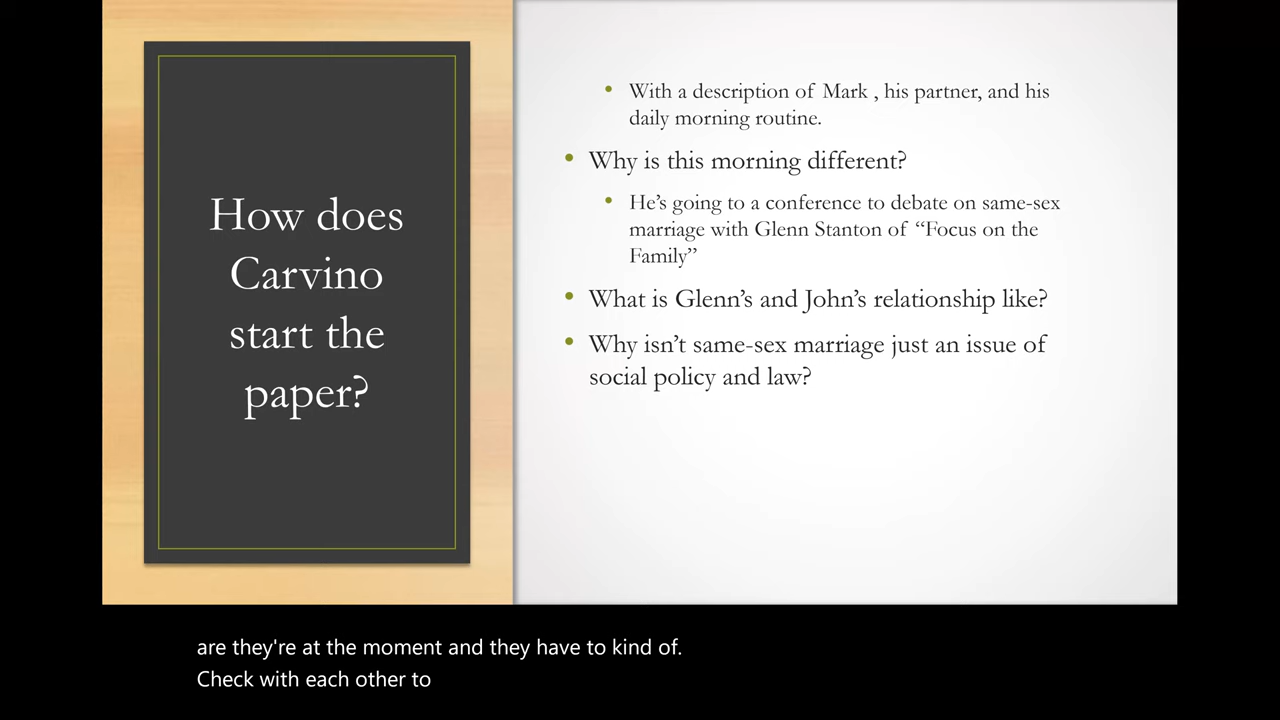 How does
Carvino
start the
paper?
• With a description of Mark , his partner, and his
daily morning routine.
• Why is this morning different?
• He’s going to a conference to debate on same-sex
marriage with Glenn Stanton of “Focus on the
Family”
• What is Glenn’s and John’s relationship like?
• Why isn’t same-sex marriage just an issue of
social policy and law?
are they're at the moment and they have to kind of.
Check with each other to